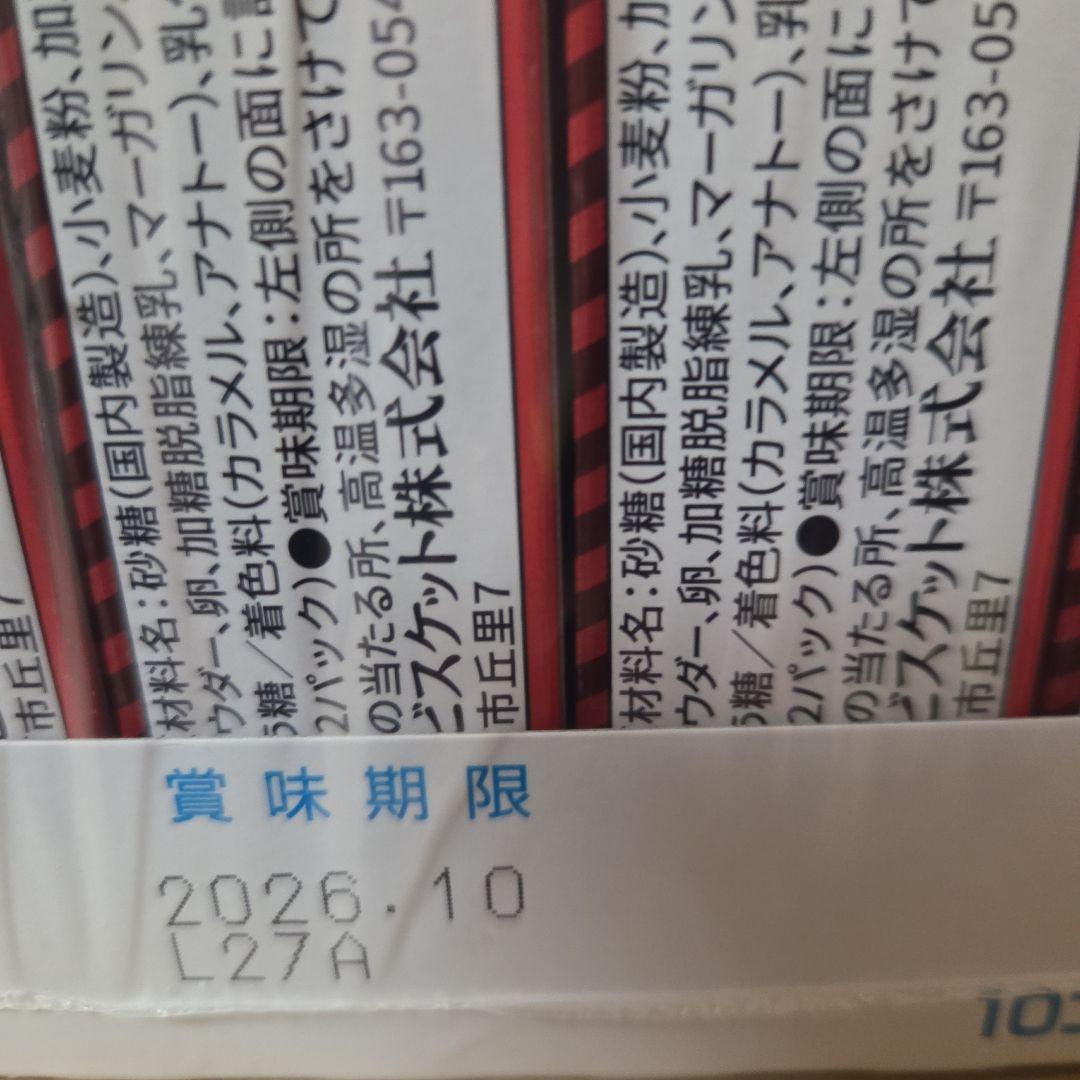 市丘里7
材料名：砂糖(国内製造)、小麦粉、加
ウダー、卵、加糖脱脂練乳、マーガリン
糖／着色料(カラメル、アナトー)、乳
2パック)●賞味期限：左側の面に記
の当たる所、高温多湿の所をさけて
ビスケット株式会社 〒163-054
市丘里7
材料名：砂糖(国内製造)、小麦粉、加
ウダー、卵、加糖脱脂練乳、マーガリン
糖／着色料(カラメル、アナトー)、乳
2パック)●賞味期限：左側の面に
の当たる所、高温多湿の所をさけて
ビスケット株式会社 〒163-05
市丘里7
賞味期限
2026.10
L27A